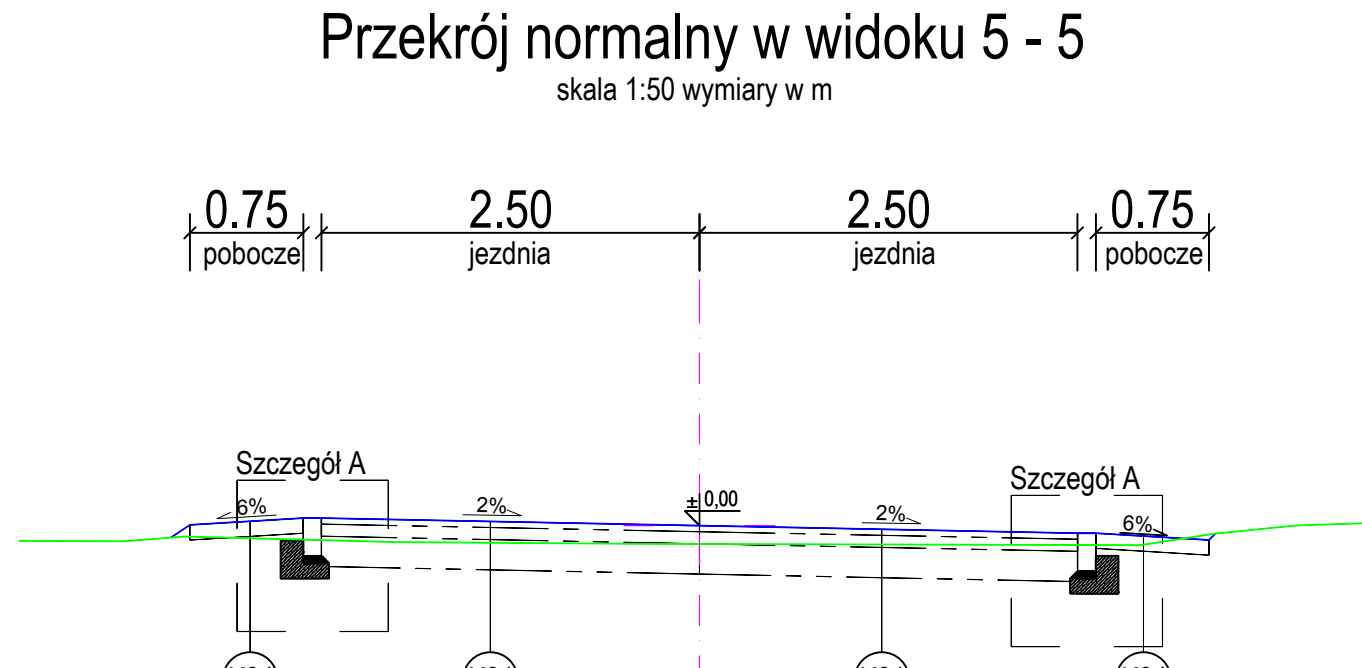 Przekrój normalny w widoku 5 - 5
skala 1:50 wymiary w m
0.75 2.50 2.50 0.75
pobocze jezdnia jezdnia pobocze
Szczegół A
Szczegół A
6% 2% ±0,00 2% 6%